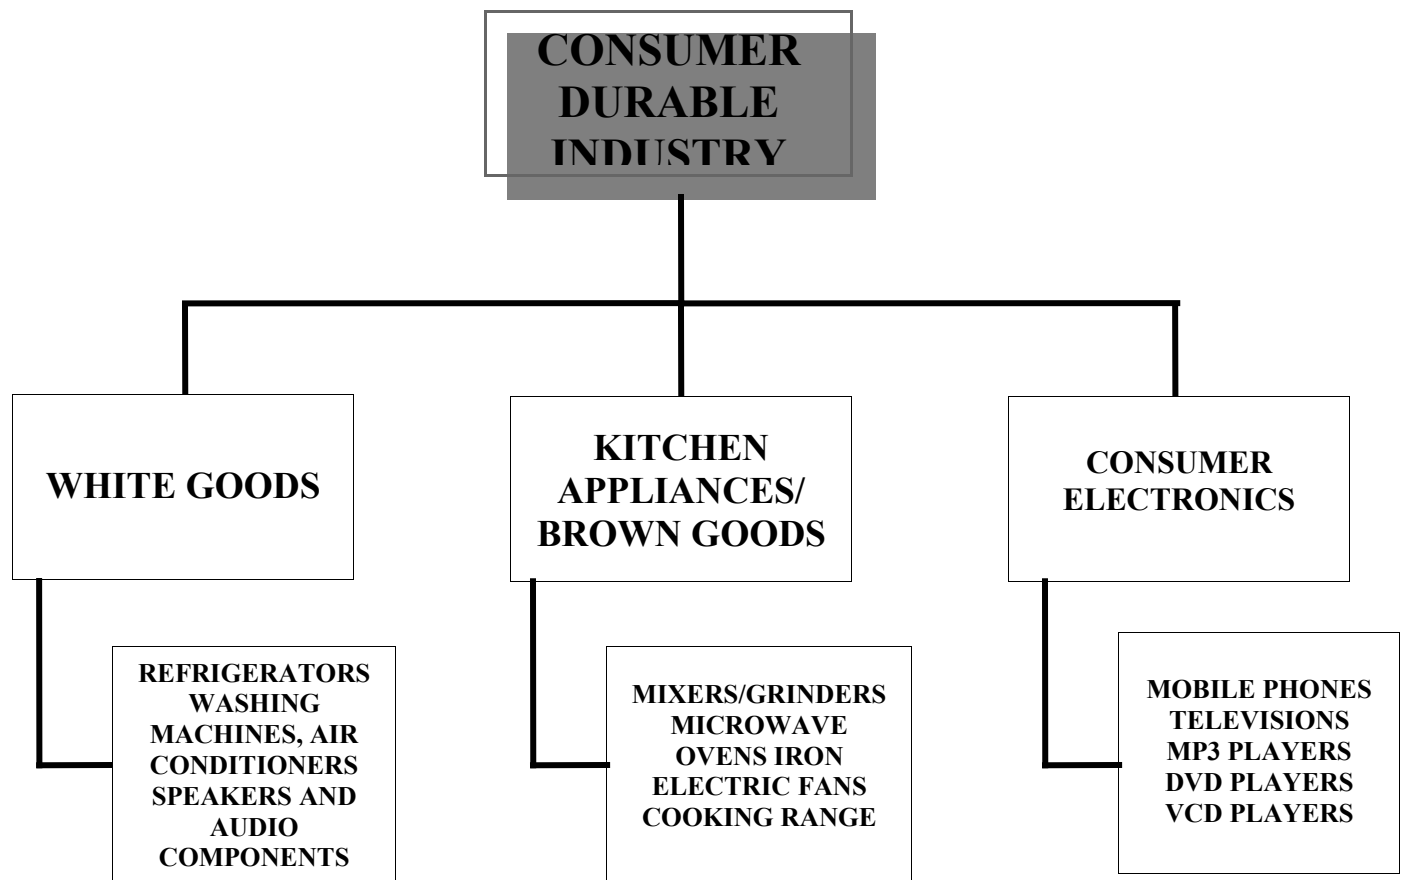 CONSUMER
DURABLE
INDUSTRY
WHITE GOODS
KITCHEN
APPLIANCES/
BROWN GOODS
CONSUMER
ELECTRONICS
REFRIGERATORS
WASHING
MACHINES, AIR
CONDITIONERS
SPEAKERS AND
AUDIO
COMPONENTS
MIXERS/GRINDERS
MICROWAVE
OVENS IRON
ELECTRIC FANS
COOKING RANGE
MOBILE PHONES
TELEVISIONS
MP3 PLAYERS
DVD PLAYERS
VCD PLAYERS